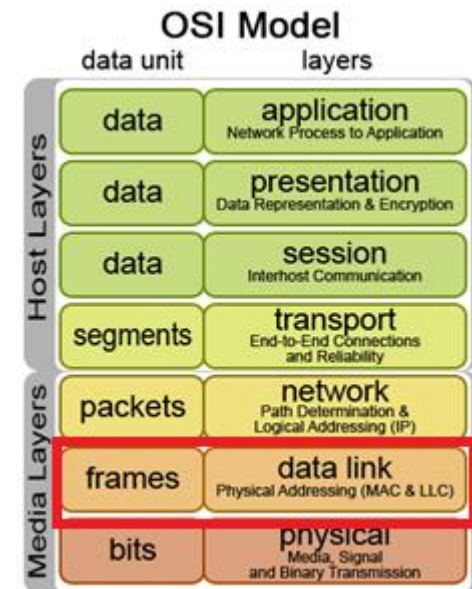 OSI Model
data unit
layers
Host Layers
data
application
Network Process to Application
data
presentation
Data Representation & Encryption
data
session
Interhost Communication
segments
transport
End-to-End Connections
and Reliability
Media Layers
packets
network
Path Determination &
Logical Addressing (IP)
frames
data link
Physical Addressing (MAC & LLC)
bits
physical
Media, Signal
and Binary Transmission